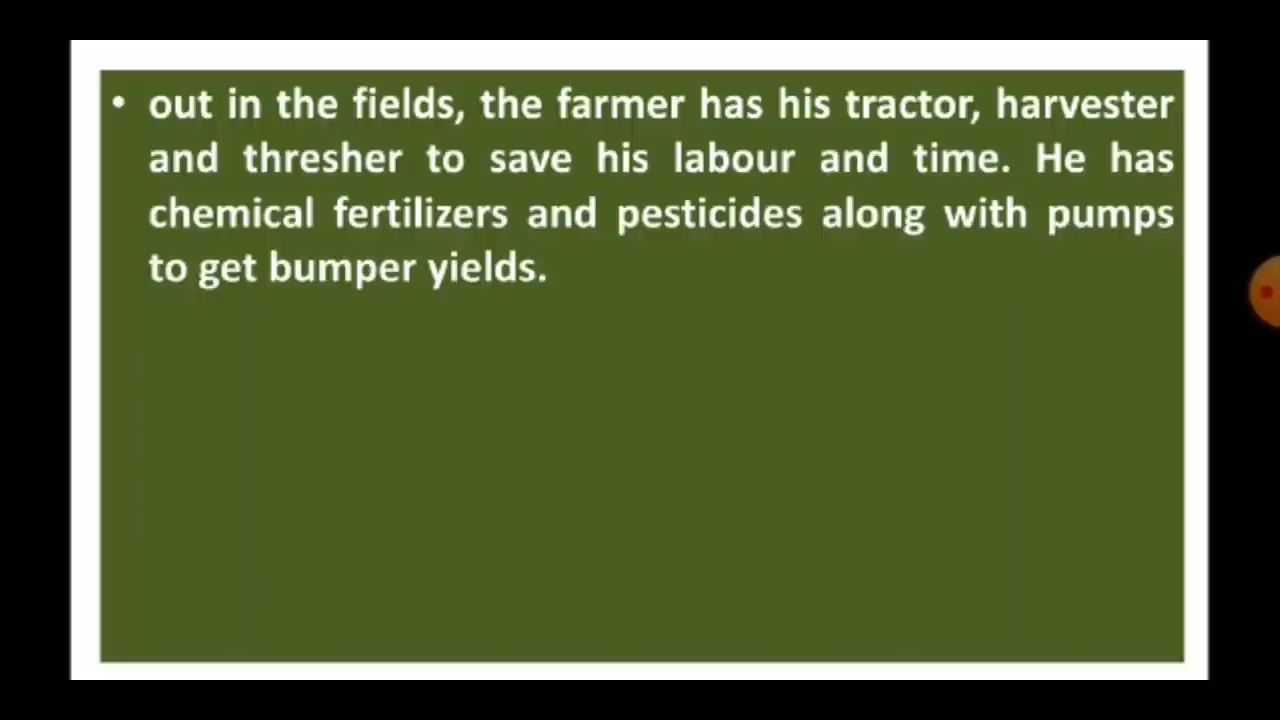 • out in the fields, the farmer has his tractor, harvester
and thresher to save his labour and time. He has
chemical fertilizers and pesticides along with pumps
to get bumper yields.